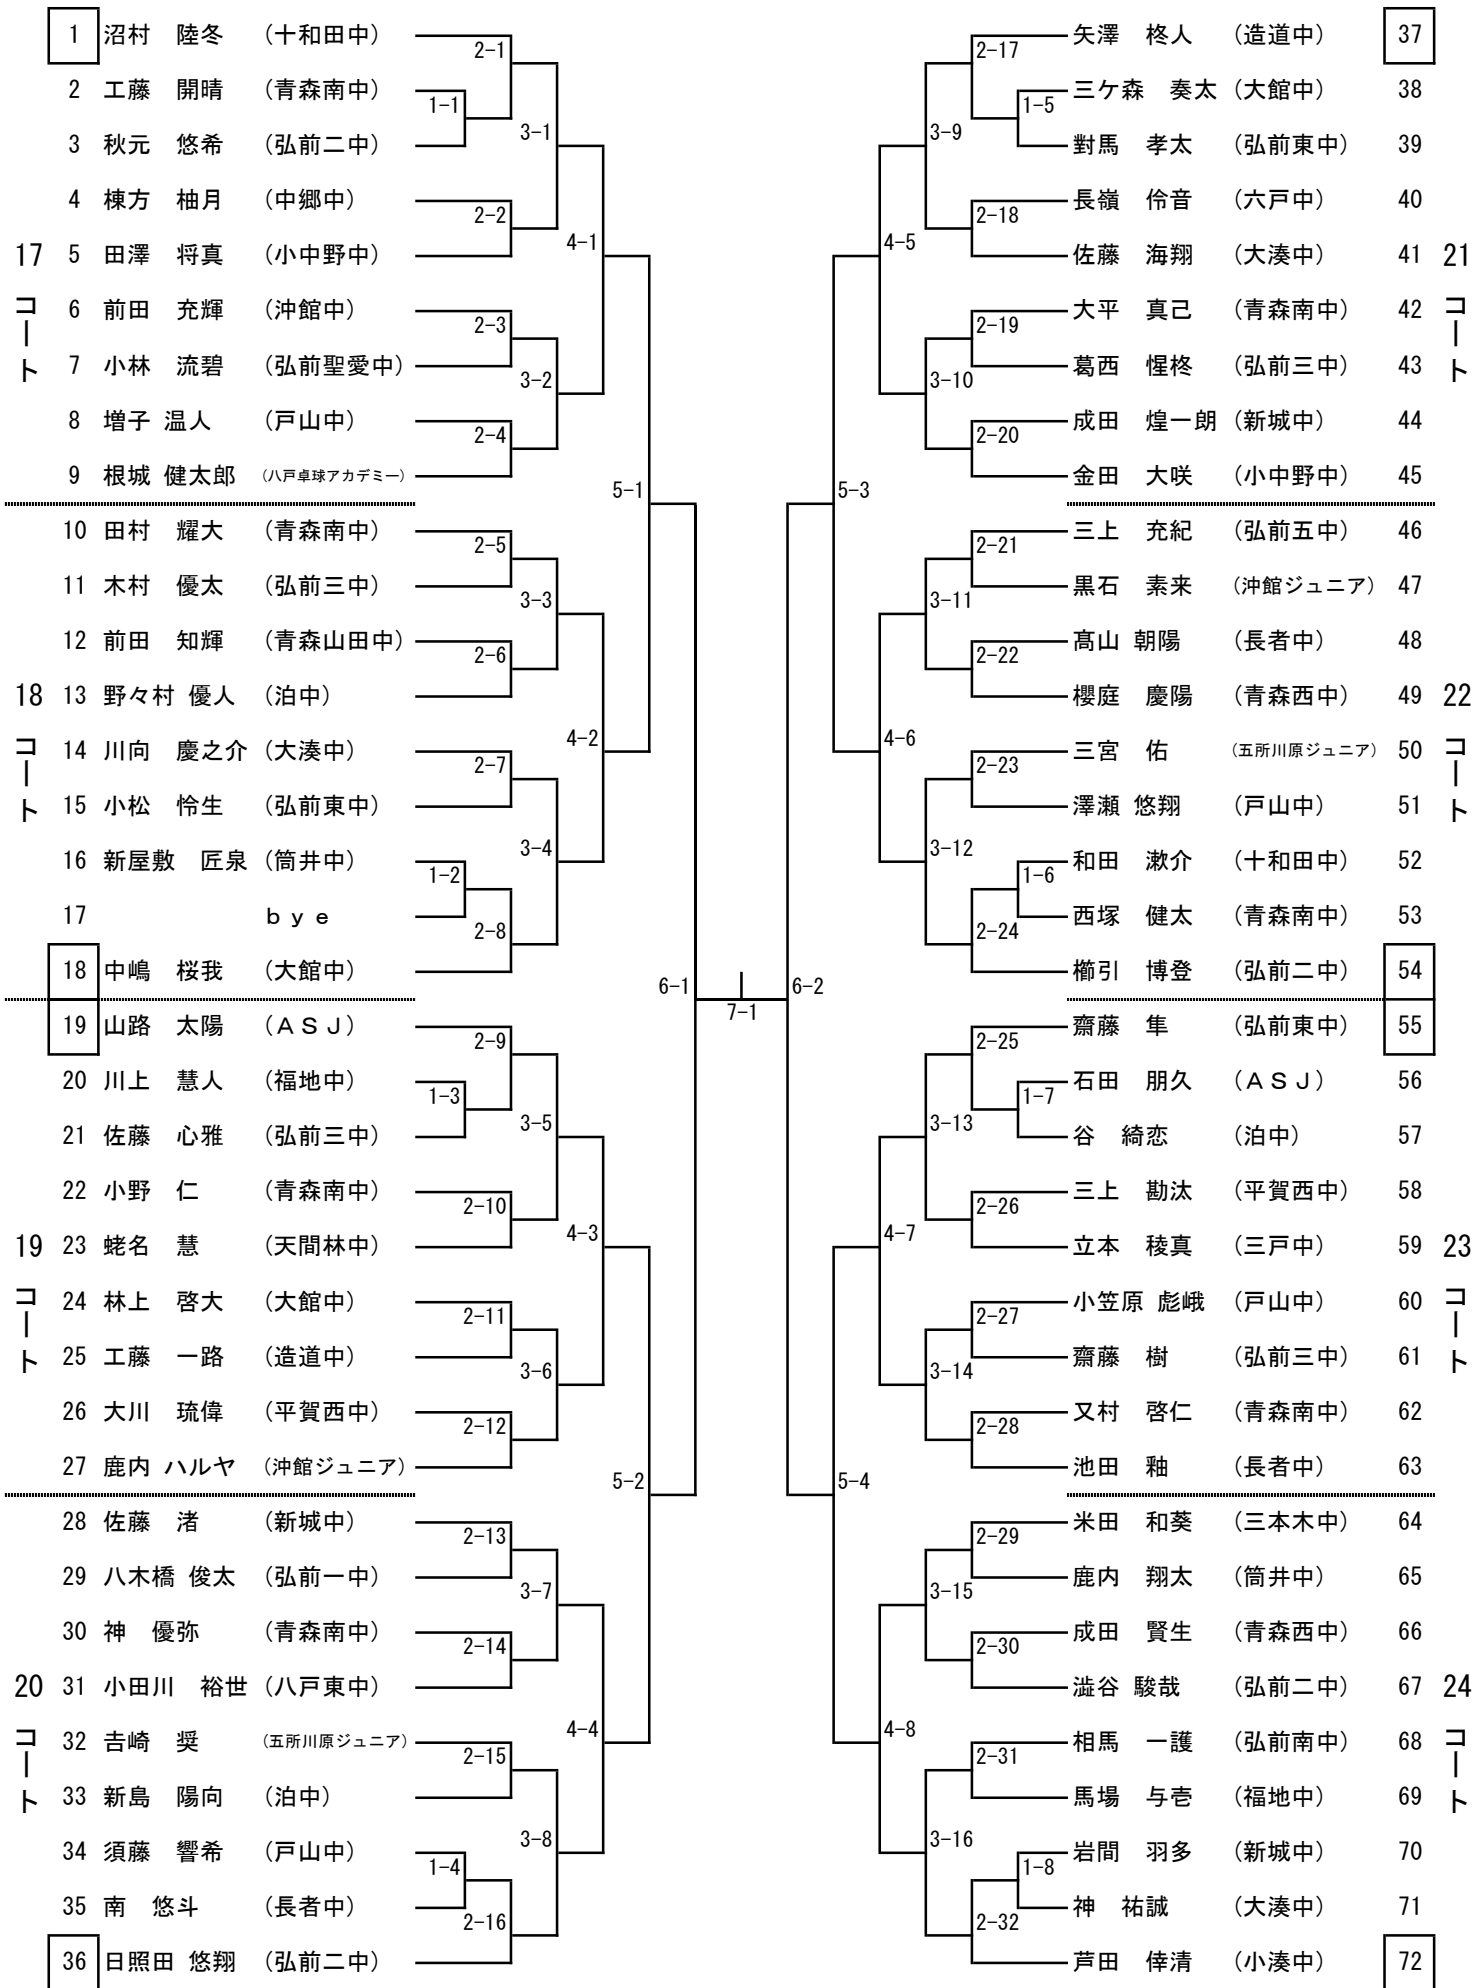 1 沼村 陸冬 (十和田中)
2 工藤 開晴 (青森南中)
3 秋元 悠希 (弘前二中)
4 棟方 柚月 (中郷中)
17コート
5 田澤 将真 (小中野中)
6 前田 充輝 (沖館中)
7 小林 流碧 (弘前聖愛中)
8 増子 温人 (戸山中)
9 根城 健太郎 (八戸卓球アカデミー)
10 田村 耀大 (青森南中)
11 木村 優太 (弘前三中)
12 前田 知輝 (青森山田中)
18コート
13 野々村 優人 (泊中)
14 川向 慶之介 (大湊中)
15 小松 怜生 (弘前東中)
16 新屋敷 匠泉 (筒井中)
17 bye
18 中嶋 桜我 (大館中)
19 山路 太陽 (ASJ)
20 川上 慧人 (福地中)
21 佐藤 心雅 (弘前三中)
22 小野 仁 (青森南中)
19コート
23 蛯名 慧 (天間林中)
24 林上 啓大 (大館中)
25 工藤 一路 (造道中)
26 大川 琉偉 (平賀西中)
27 鹿内 ハルヤ (沖館ジュニア)
28 佐藤 渚 (新城中)
29 八木橋 俊太 (弘前一中)
30 神 優弥 (青森南中)
20コート
31 小田川 裕世 (八戸東中)
32 吉崎 奨 (五所川原ジュニア)
33 新島 陽向 (泊中)
34 須藤 響希 (戸山中)
35 南 悠斗 (長者中)
36 日照田 悠翔 (弘前二中)
2-1
1-1
3-1
2-2
4-1
2-3
3-2
2-4
5-1
2-5
3-3
2-6
4-2
2-7
3-4
1-2
2-8
6-1
2-9
1-3
3-5
2-10
4-3
2-11
3-6
2-12
5-2
2-13
3-7
2-14
4-4
2-15
3-8
1-4
2-16
7-1
2-17
1-5
3-9
2-18
4-5
2-19
3-10
2-20
5-3
2-21
3-11
2-22
4-6
2-23
3-12
1-6
2-24
6-2
2-25
1-7
3-13
2-26
4-7
2-27
3-14
2-28
5-4
2-29
3-15
2-30
4-8
2-31
3-16
1-8
2-32
矢澤 柊人 (造道中) 37
三ケ森 奏太 (大館中) 38
對馬 孝太 (弘前東中) 39
長嶺 伶音 (六戸中) 40
佐藤 海翔 (大湊中) 41
21コート
大平 真己 (青森南中) 42
葛西 惺柊 (弘前三中) 43
成田 煌一朗 (新城中) 44
金田 大咲 (小中野中) 45
三上 充紀 (弘前五中) 46
黒石 素来 (沖館ジュニア) 47
髙山 朝陽 (長者中) 48
櫻庭 慶陽 (青森西中) 49
22コート
三宮 佑 (五所川原ジュニア) 50
澤瀬 悠翔 (戸山中) 51
和田 漱介 (十和田中) 52
西塚 健太 (青森南中) 53
櫛引 博登 (弘前二中) 54
齋藤 隼 (弘前東中) 55
石田 朋久 (ASJ) 56
谷 綺恋 (泊中) 57
三上 勘汰 (平賀西中) 58
立本 稜真 (三戸中) 59
23コート
小笠原 彪峨 (戸山中) 60
齋藤 樹 (弘前三中) 61
又村 啓仁 (青森南中) 62
池田 釉 (長者中) 63
米田 和葵 (三本木中) 64
鹿内 翔太 (筒井中) 65
成田 賢生 (青森西中) 66
澁谷 駿哉 (弘前二中) 67
24コート
相馬 一護 (弘前南中) 68
馬場 与壱 (福地中) 69
岩間 羽多 (新城中) 70
神 祐誠 (大湊中) 71
芦田 倖清 (小湊中) 72